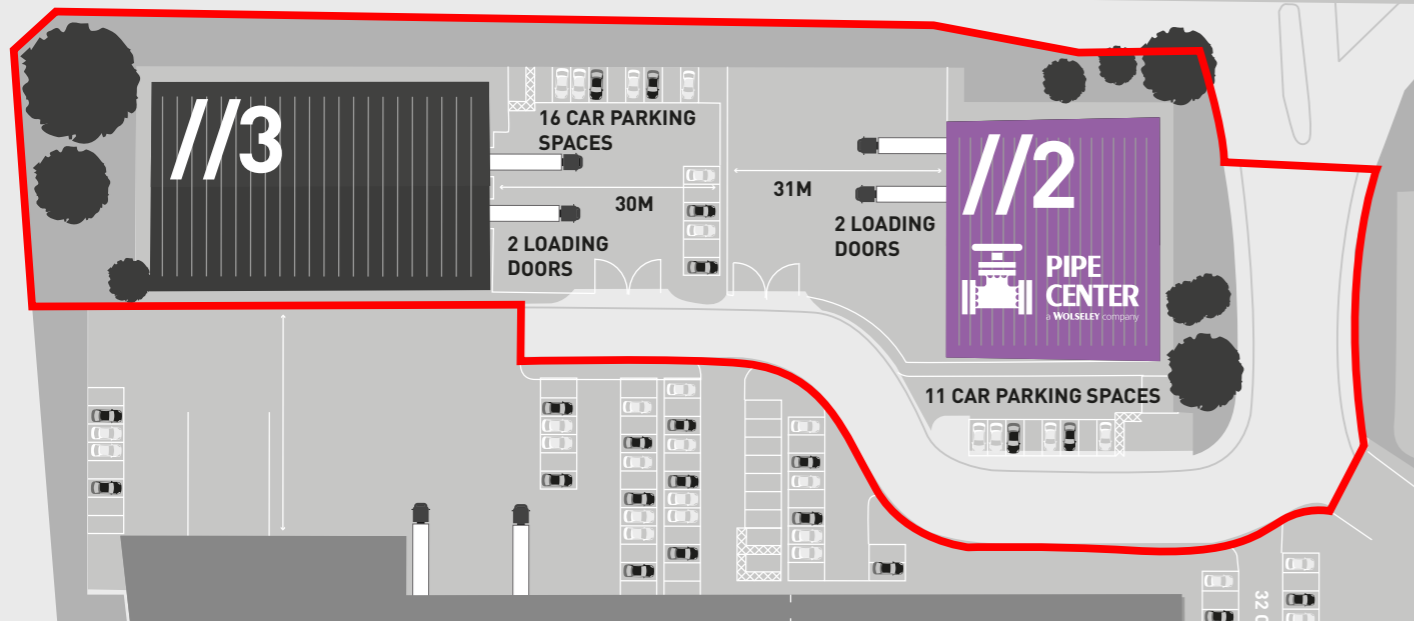 //3
16 CAR PARKING
SPACES
30M
2 LOADING
DOORS
31M
2 LOADING
DOORS
//2
PIPE
CENTER
a WOLSELEY company
11 CAR PARKING SPACES
32